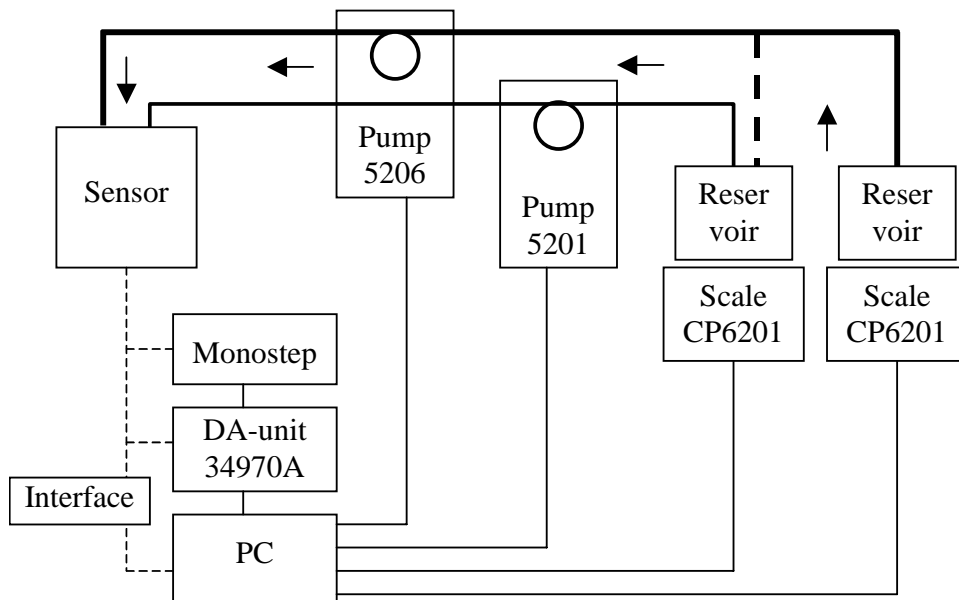 Pump
5206
Sensor
Pump
5201
Reser
voir
Reser
voir
Scale
CP6201
Scale
CP6201
Monostep
DA-unit
34970A
Interface
PC